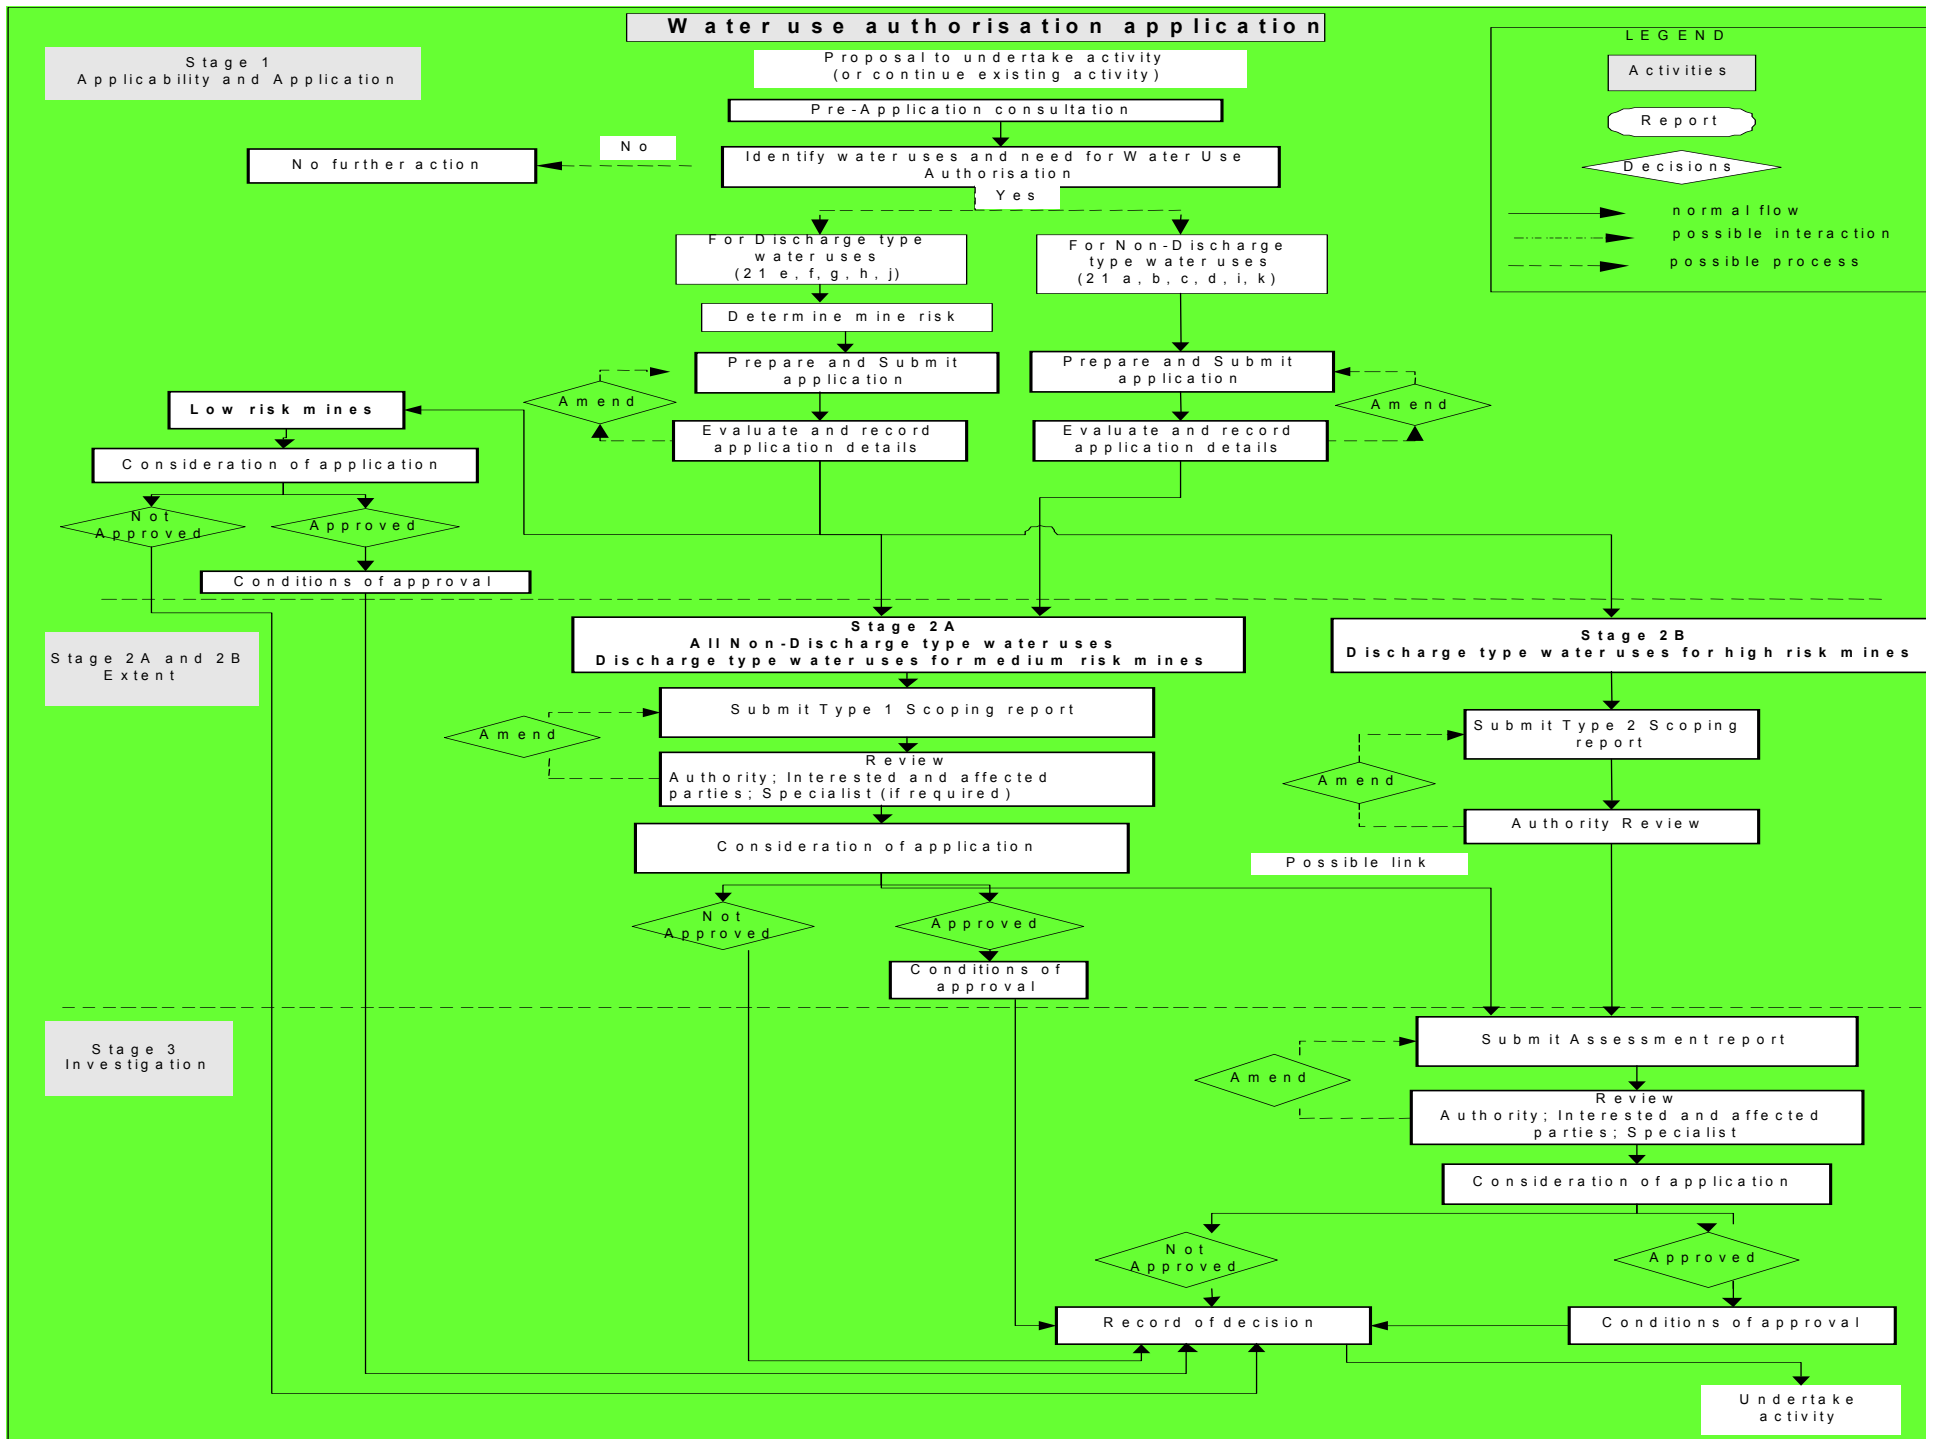 Water use authorisation application
Stage 1
Applicability and Application
Proposal to undertake activity
(or continue existing activity)
LEGEND
Activities
Report
Decisions
normal flow
possible interaction
possible process
Pre-Application consultation
No
No further action
Identify water uses and need for Water Use
Authorisation
Yes
For Discharge type
water uses
(21 e, f, g, h, j)
For Non-Discharge
type water uses
(21 a, b, c, d, i, k)
Determine mine risk
Prepare and Submit
application
Prepare and Submit
application
Amend
Amend
Low risk mines
Evaluate and record
application details
Evaluate and record
application details
Consideration of application
Not
Approved
Approved
Conditions of approval
Stage 2A and 2B
Extent
Stage 2A
All Non-Discharge type water uses
Discharge type water uses for medium risk mines
Stage 2B
Discharge type water uses for high risk mines
Submit Type 1 Scoping report
Amend
Review
Authority; Interested and affected
parties; Specialist (if required)
Submit Type 2 Scoping
report
Amend
Authority Review
Consideration of application
Possible link
Not
Approved
Approved
Conditions of
approval
Stage 3
Investigation
Submit Assessment report
Amend
Review
Authority; Interested and affected
parties; Specialist
Consideration of application
Not
Approved
Approved
Record of decision
Conditions of approval
Undertake
activity